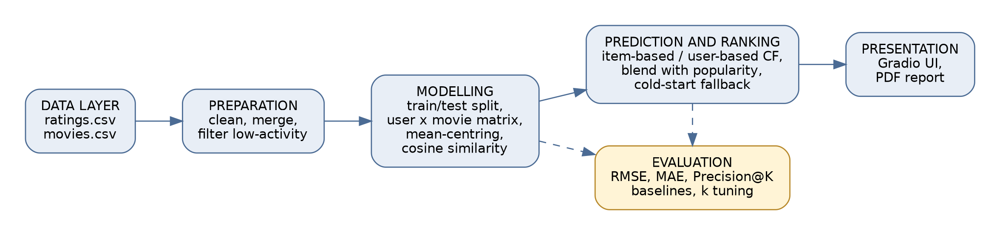 DATA LAYER
ratings.csv
movies.csv
PREPARATION
clean, merge,
filter low-activity
MODELLING
train/test split,
user x movie matrix,
mean-centring,
cosine similarity
PREDICTION AND RANKING
item-based / user-based CF,
blend with popularity,
cold-start fallback
PRESENTATION
Gradio UI,
PDF report
EVALUATION
RMSE, MAE, Precision@K
baselines, k tuning